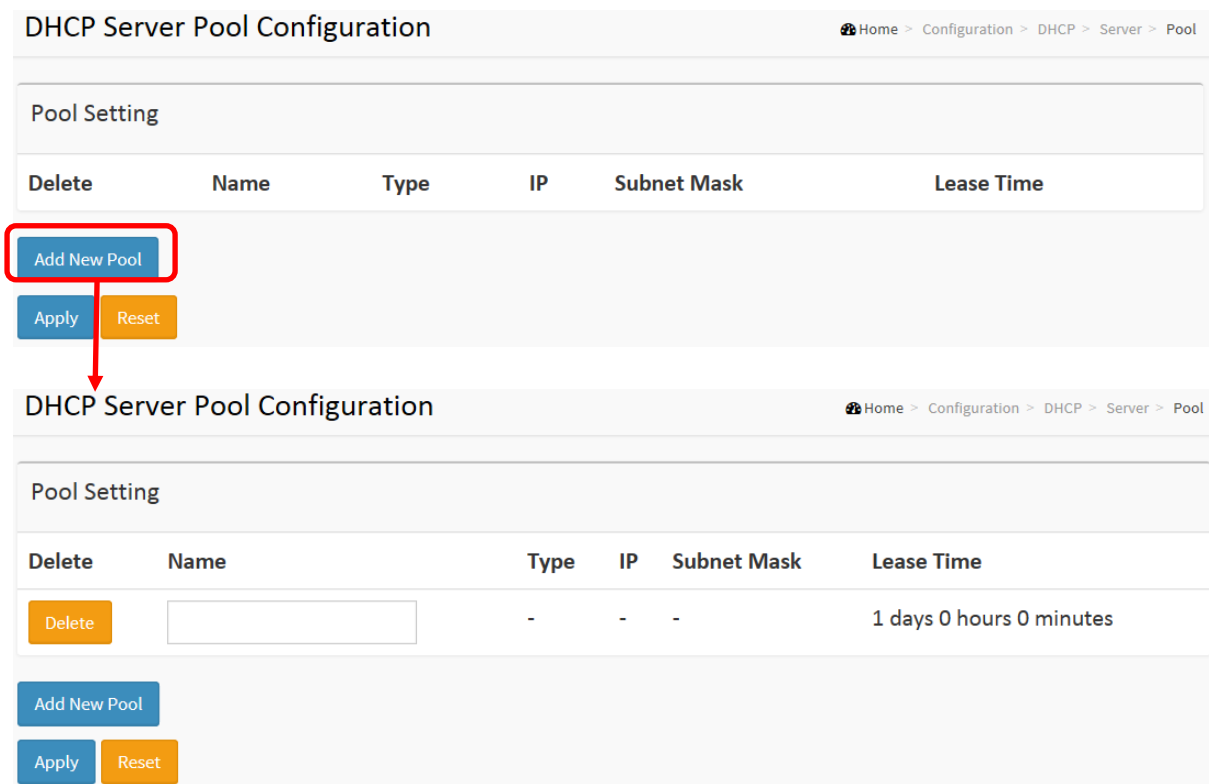 DHCP Server Pool Configuration
Home > Configuration > DHCP > Server > Pool
Pool Setting
Delete Name Type IP Subnet Mask Lease Time
Add New Pool
Apply Reset
DHCP Server Pool Configuration
Home > Configuration > DHCP > Server > Pool
Pool Setting
Delete Name Type IP Subnet Mask Lease Time
Delete - - - 1 days 0 hours 0 minutes
Add New Pool
Apply Reset